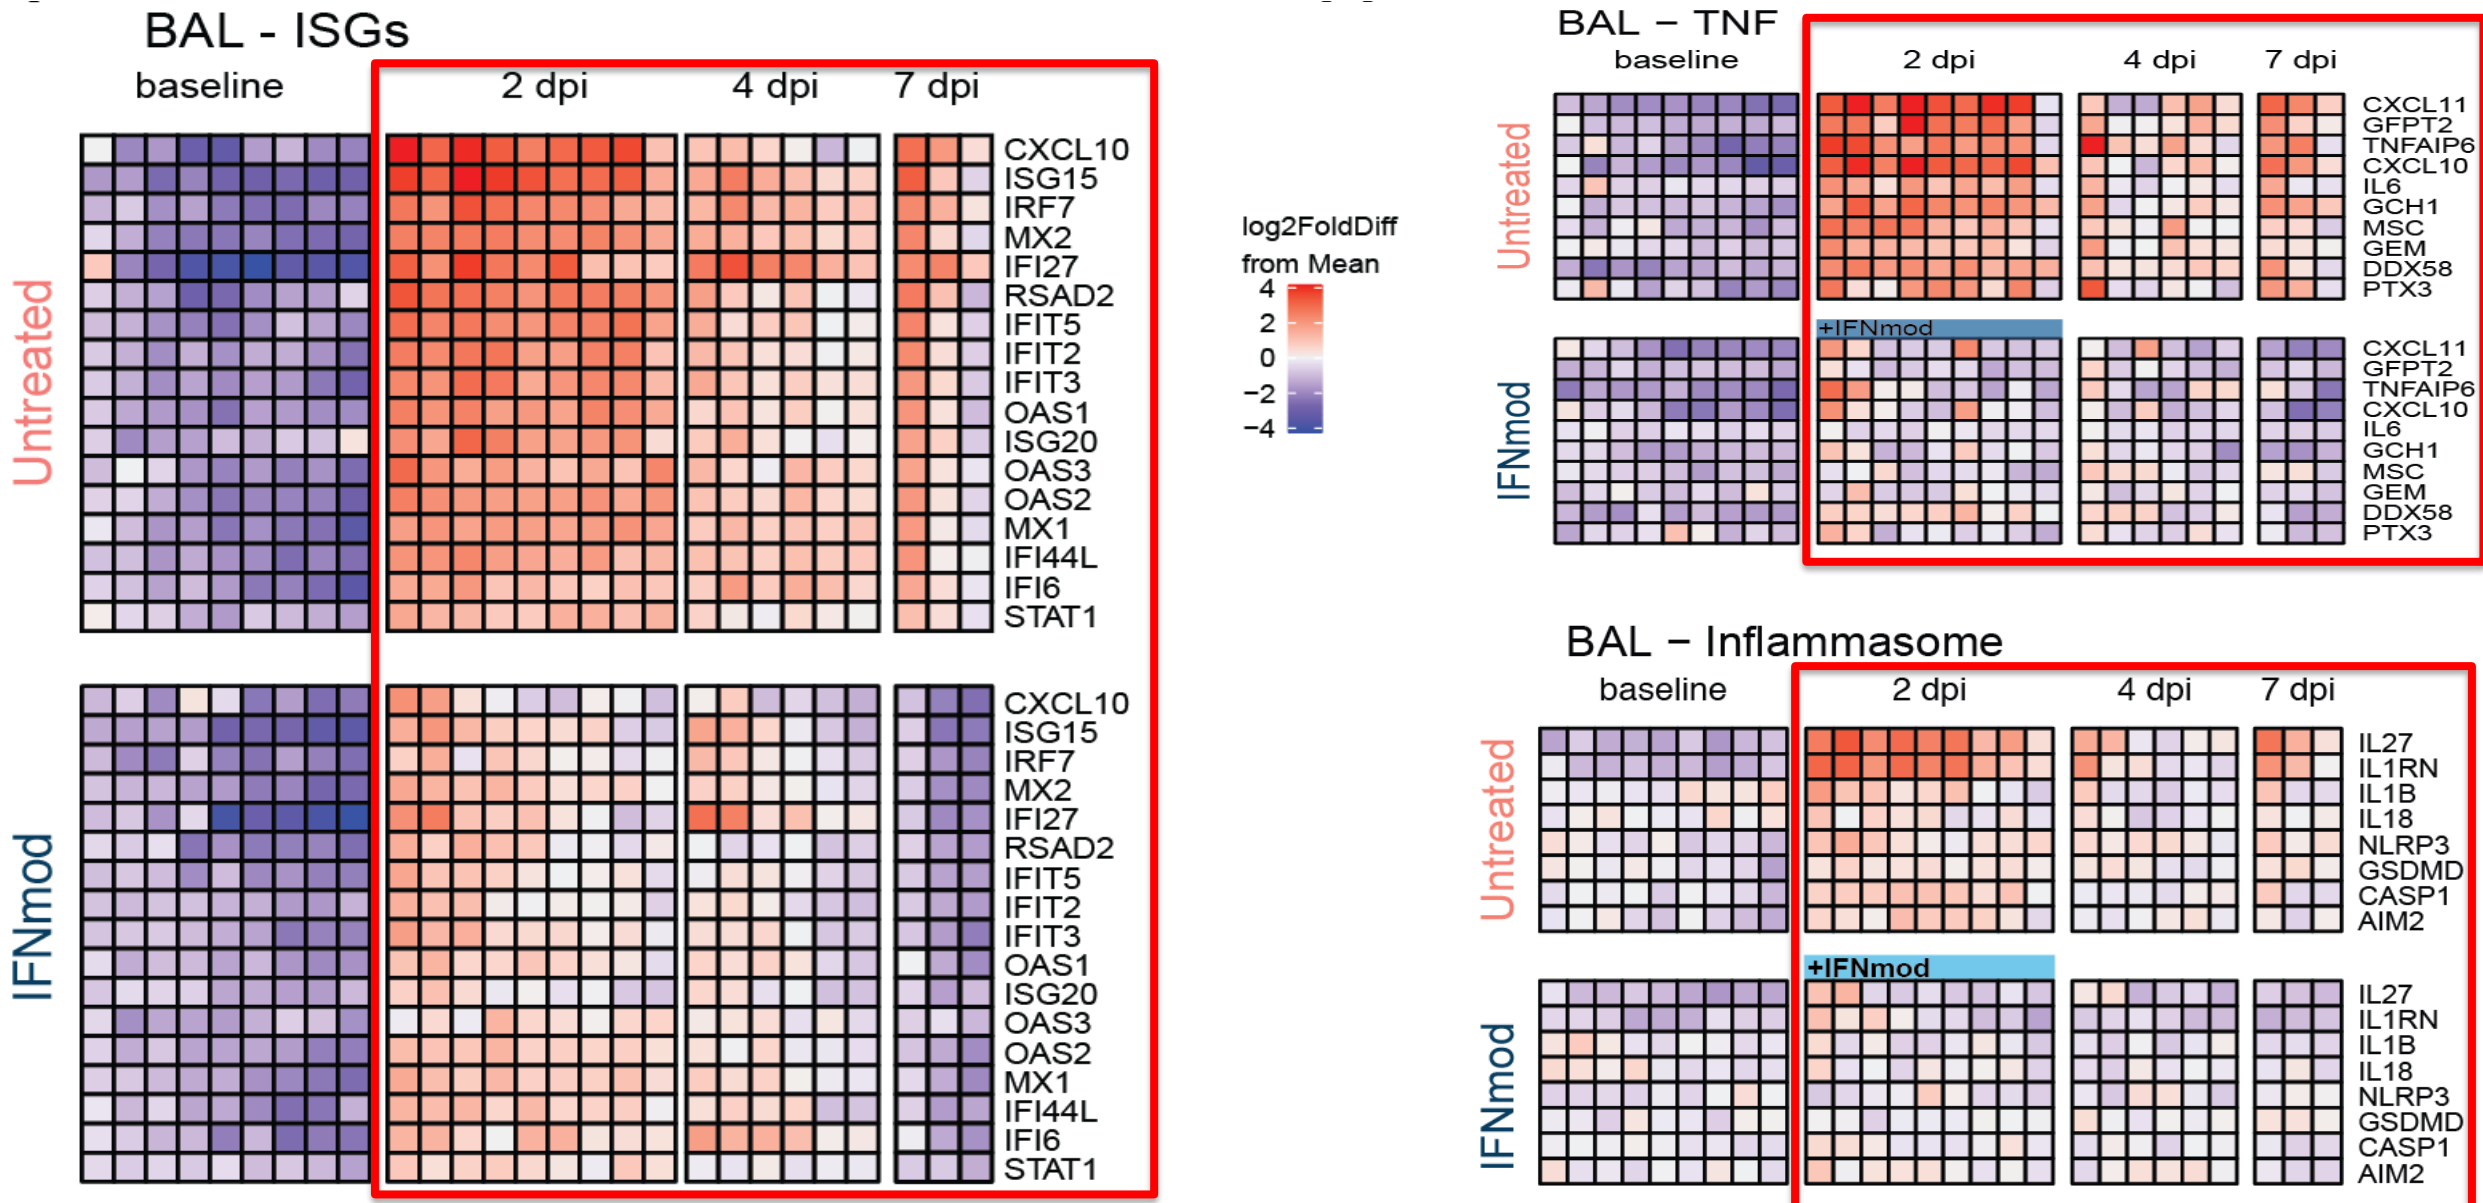 BAL - ISGs
baseline
2 dpi
4 dpi
7 dpi
Untreated
CXCL10
ISG15
IRF7
MX2
IFI27
RSAD2
IFIT5
IFIT2
IFIT3
OAS1
ISG20
OAS3
OAS2
MX1
IFI44L
IFI6
STAT1
IFNmod
CXCL10
ISG15
IRF7
MX2
IFI27
RSAD2
IFIT5
IFIT2
IFIT3
OAS1
ISG20
OAS3
OAS2
MX1
IFI44L
IFI6
STAT1
log2FoldDiff
from Mean
4
2
0
−2
−4
BAL − TNF
baseline
2 dpi
4 dpi
7 dpi
Untreated
CXCL11
GFPT2
TNFAIP6
CXCL10
IL6
GCH1
MSC
GEM
DDX58
PTX3
+IFNmod
IFNmod
CXCL11
GFPT2
TNFAIP6
CXCL10
IL6
GCH1
MSC
GEM
DDX58
PTX3
BAL − Inflammasome
baseline
2 dpi
4 dpi
7 dpi
Untreated
IL27
IL1RN
IL1B
IL18
NLRP3
GSDMD
CASP1
AIM2
+IFNmod
IFNmod
IL27
IL1RN
IL1B
IL18
NLRP3
GSDMD
CASP1
AIM2